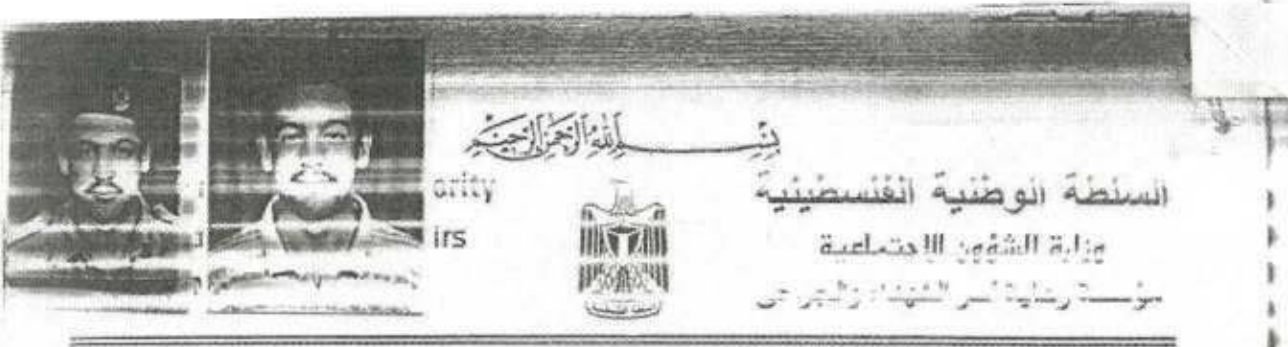 بسم الله الرحمن الرحيم
ority
irs
السلطة الوطنية الفلسطينية
وزارة الشؤون الاجتماعية
مؤسسة رعاية أسر الشهداء والجرحى